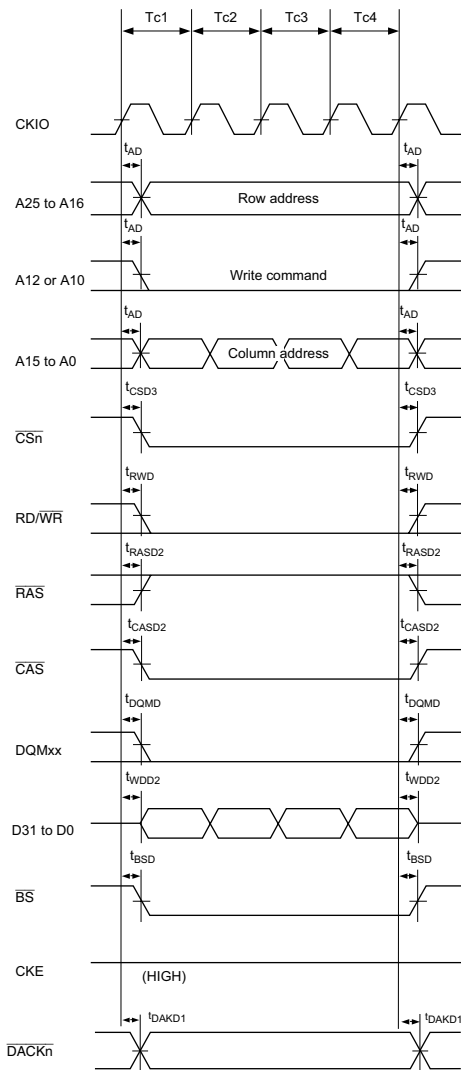 Tc1 Tc2 Tc3 Tc4
CKIO
tAD tAD
A25 to A16 Row address
tAD tAD
A12 or A10 Write command
tAD tAD
A15 to A0 Column address
tCSD3 tCSD3
CSn
tRWD tRWD
RD/WR
tRASD2 tRASD2
RAS
tCASD2 tCASD2
CAS
tDQMD tDQMD
DQMxx
tWDD2 tWDD2
D31 to D0
tBSD tBSD
BS
CKE
(HIGH)
tDAKD1 tDAKD1
DACKn